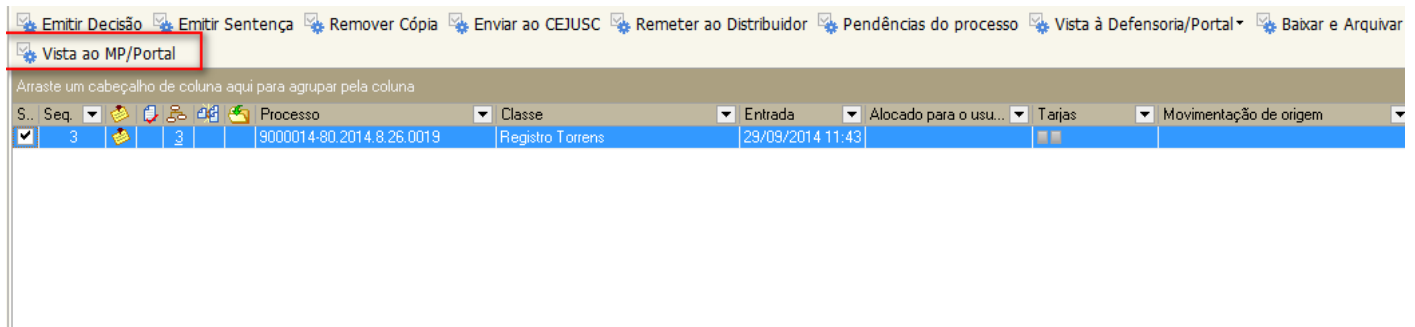 Emitir Decisão Emitir Sentença Remover Cópia Enviar ao CEJUSC Remeter ao Distribuidor Pendências do processo Vista à Defensoria/Portal Baixar e Arquivar
Vista ao MP/Portal
Arraste um cabeçalho de coluna aqui para agrupar pela coluna
S.. Seq. Processo Classe Entrada Alocado para o usu... Tarjas Movimentação de origem
3 3 9000014-80.2014.8.26.0019 Registro Torrens 29/09/2014 11:43